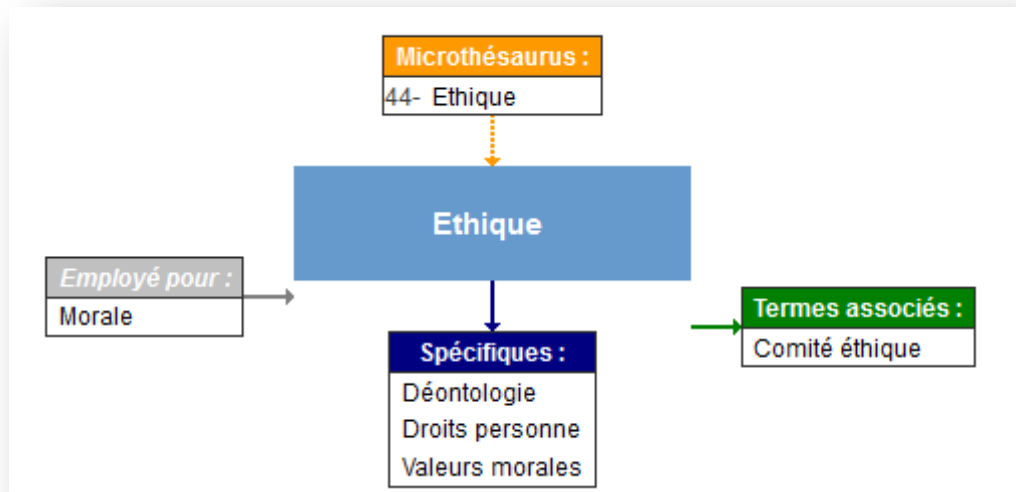 Microthésaurus :
44- Ethique
Ethique
Employé pour :
Morale
Spécifiques :
Déontologie
Droits personne
Valeurs morales
Termes associés :
Comité éthique